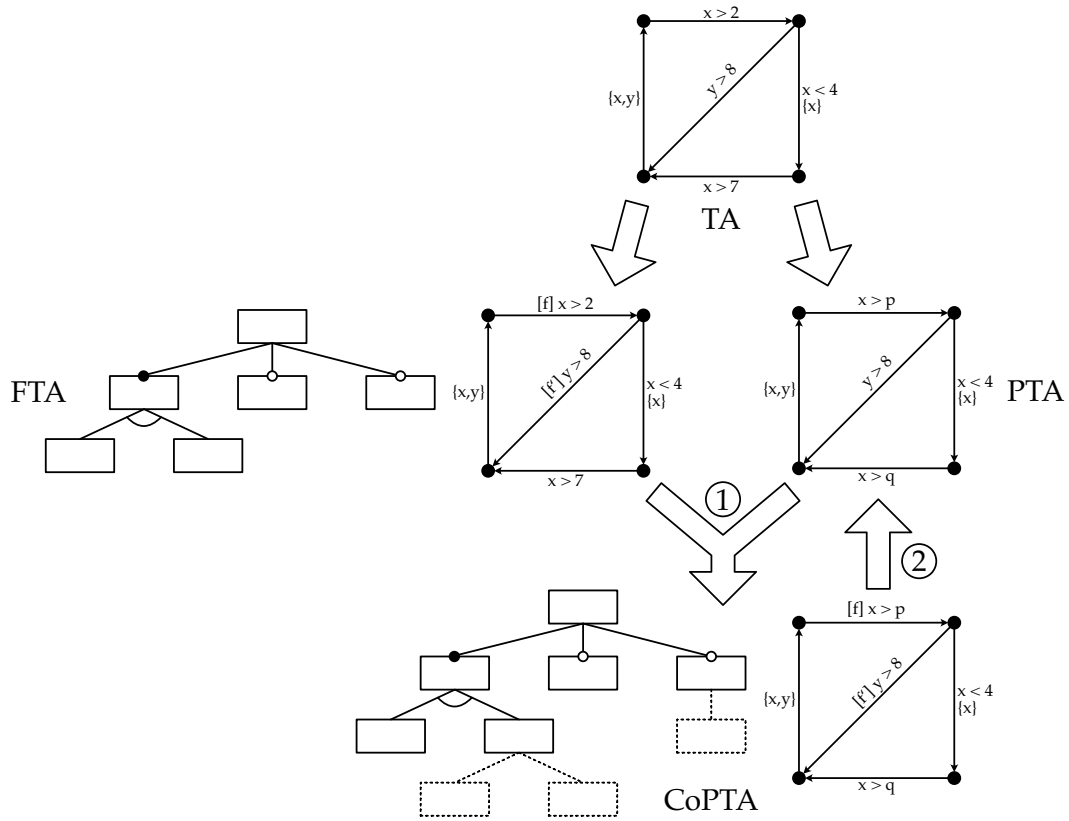 x > 2
y > 8
{x,y}
x < 4
{x}
x > 7
TA
FTA
[f] x > 2
[f'] y > 8
{x,y}
x < 4
{x}
x > 7
x > p
y > 8
{x,y}
x < 4
{x}
x > q
PTA
1
2
[f] x > p
[f'] y > 8
{x,y}
x < 4
{x}
x > q
CoPTA